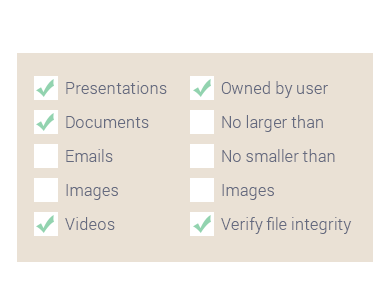 Presentations
Documents
Emails
Images
Videos
Owned by user
No larger than
No smaller than
Images
Verify file integrity